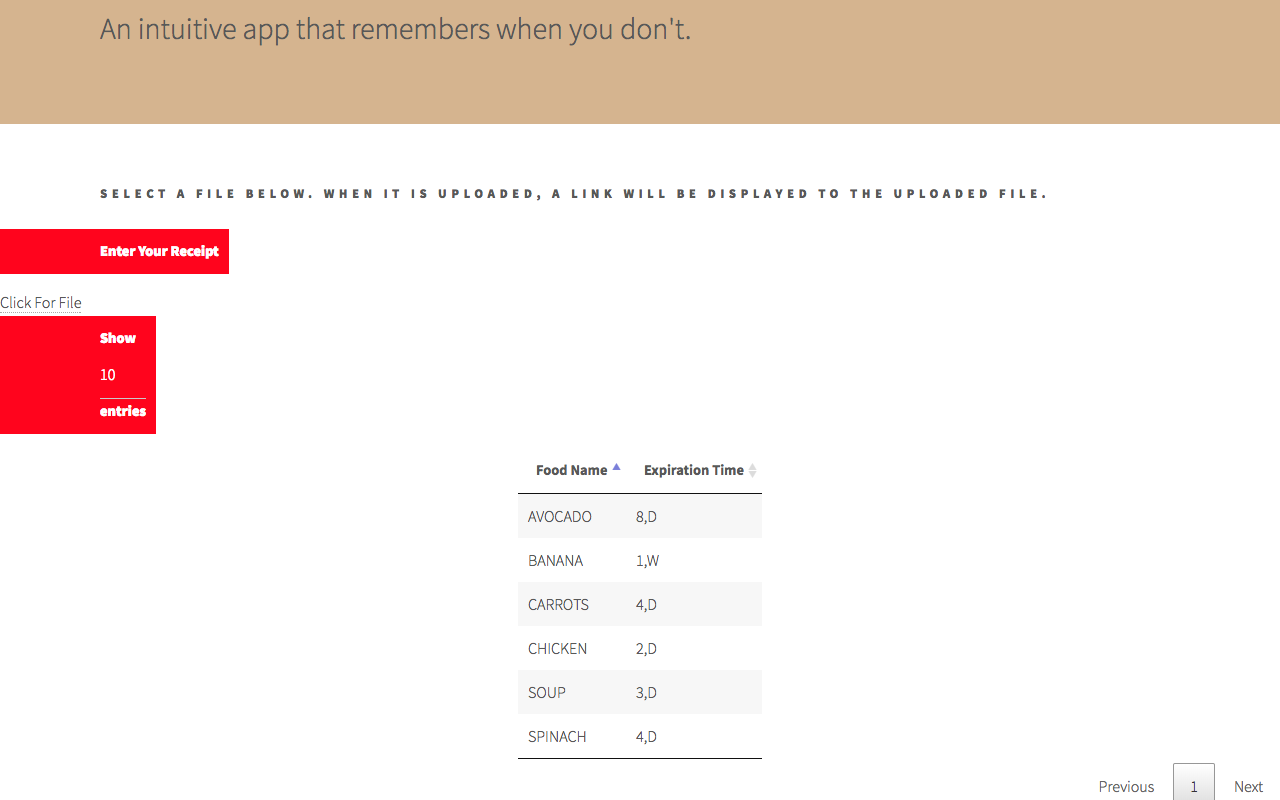 An intuitive app that remembers when you don't.
SELECT A FILE BELOW. WHEN IT IS UPLOADED, A LINK WILL BE DISPLAYED TO THE UPLOADED FILE.
Enter Your Receipt
Click For File
Show
10
entries
Food Name Expiration Time
AVOCADO 8,D
BANANA 1,W
CARROTS 4,D
CHICKEN 2,D
SOUP 3,D
SPINACH 4,D
Previous 1 Next